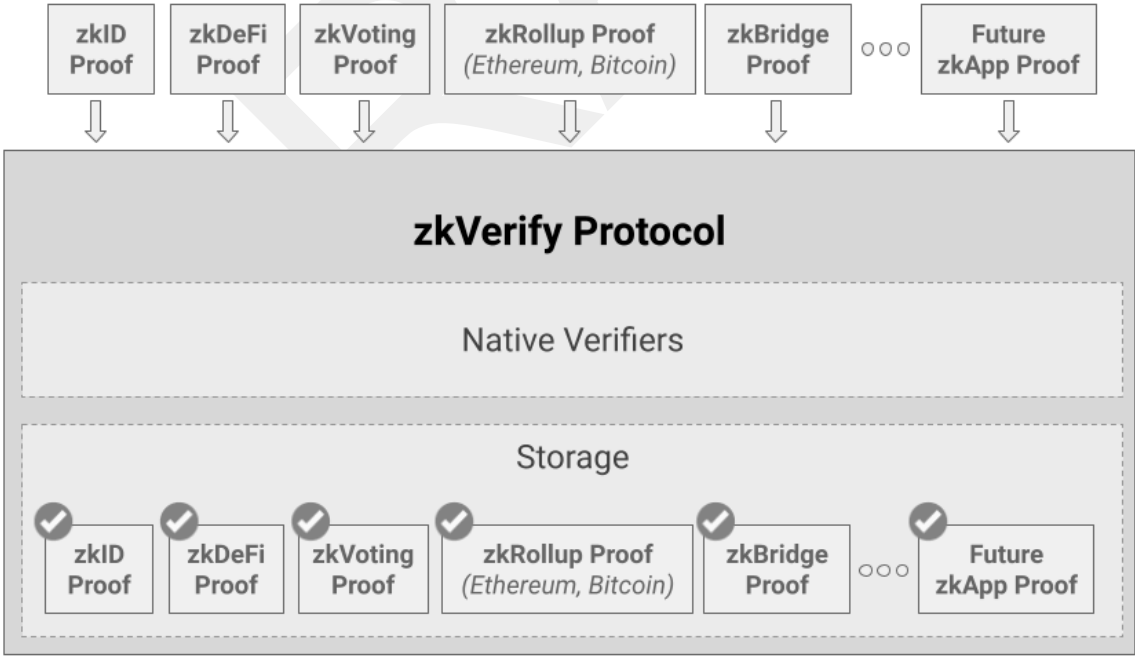 zkID
Proof
zkDeFi
Proof
zkVoting
Proof
zkRollup Proof
(Ethereum, Bitcoin)
zkBridge
Proof
Future
zkApp Proof
zkVerify Protocol
Native Verifiers
Storage
zkID
Proof
zkDeFi
Proof
zkVoting
Proof
zkRollup Proof
(Ethereum, Bitcoin)
zkBridge
Proof
Future
zkApp Proof